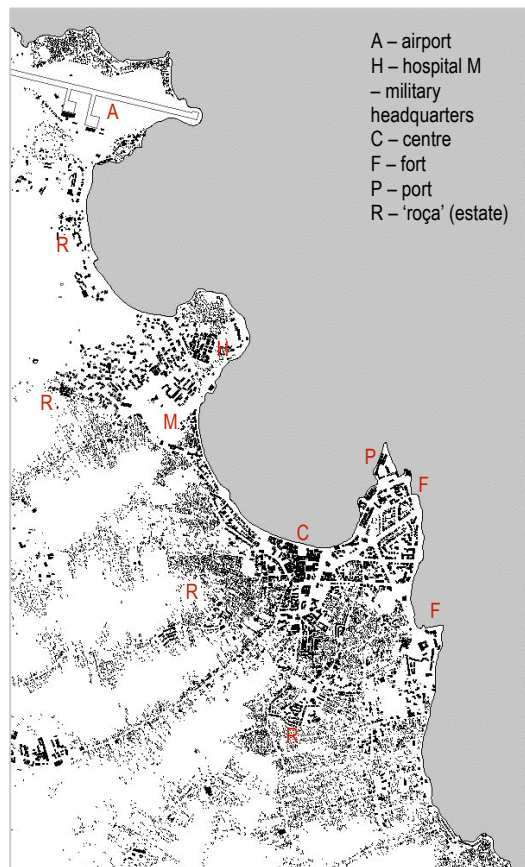 A – airport
H – hospital M
– military
headquarters
C – centre
F – fort
P – port
R – 'roça' (estate)
A
R
H
R
M
P
F
C
R
F
R